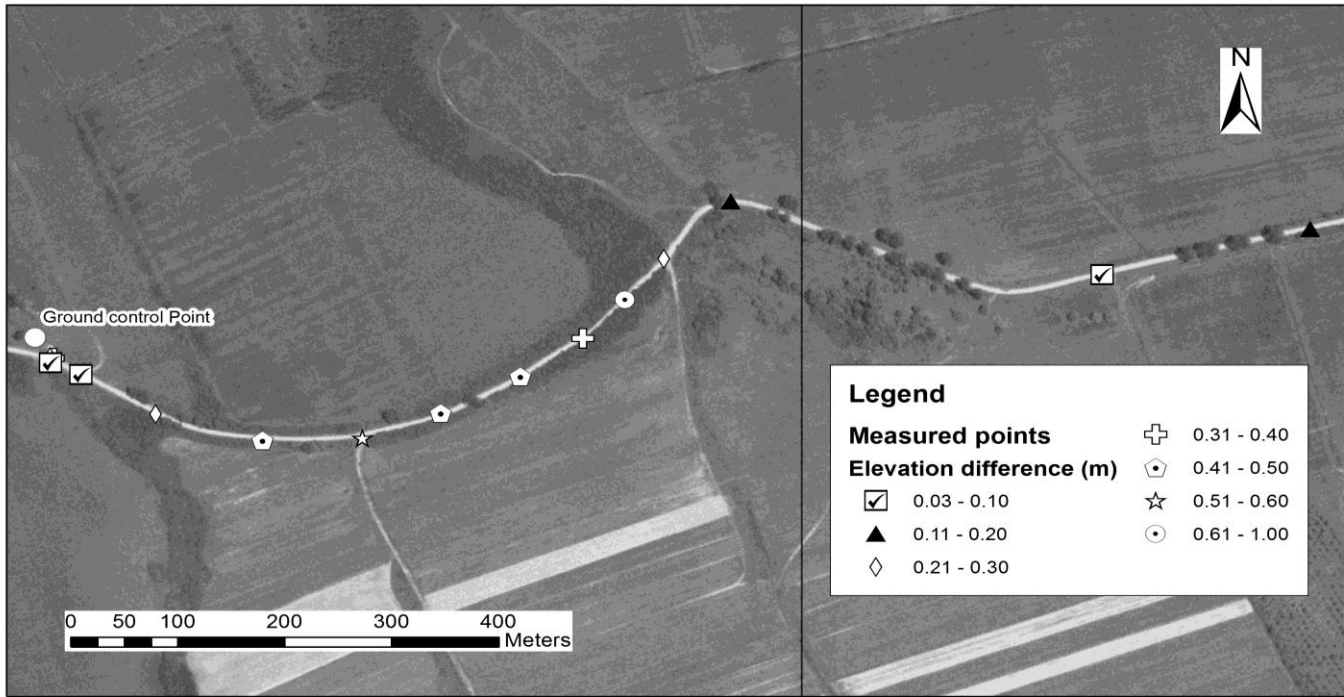 N
Ground control Point
Legend
Measured points
Elevation difference (m)
0.03 - 0.10
0.11 - 0.20
0.21 - 0.30
0.31 - 0.40
0.41 - 0.50
0.51 - 0.60
0.61 - 1.00
0 50 100 200 300 400
Meters